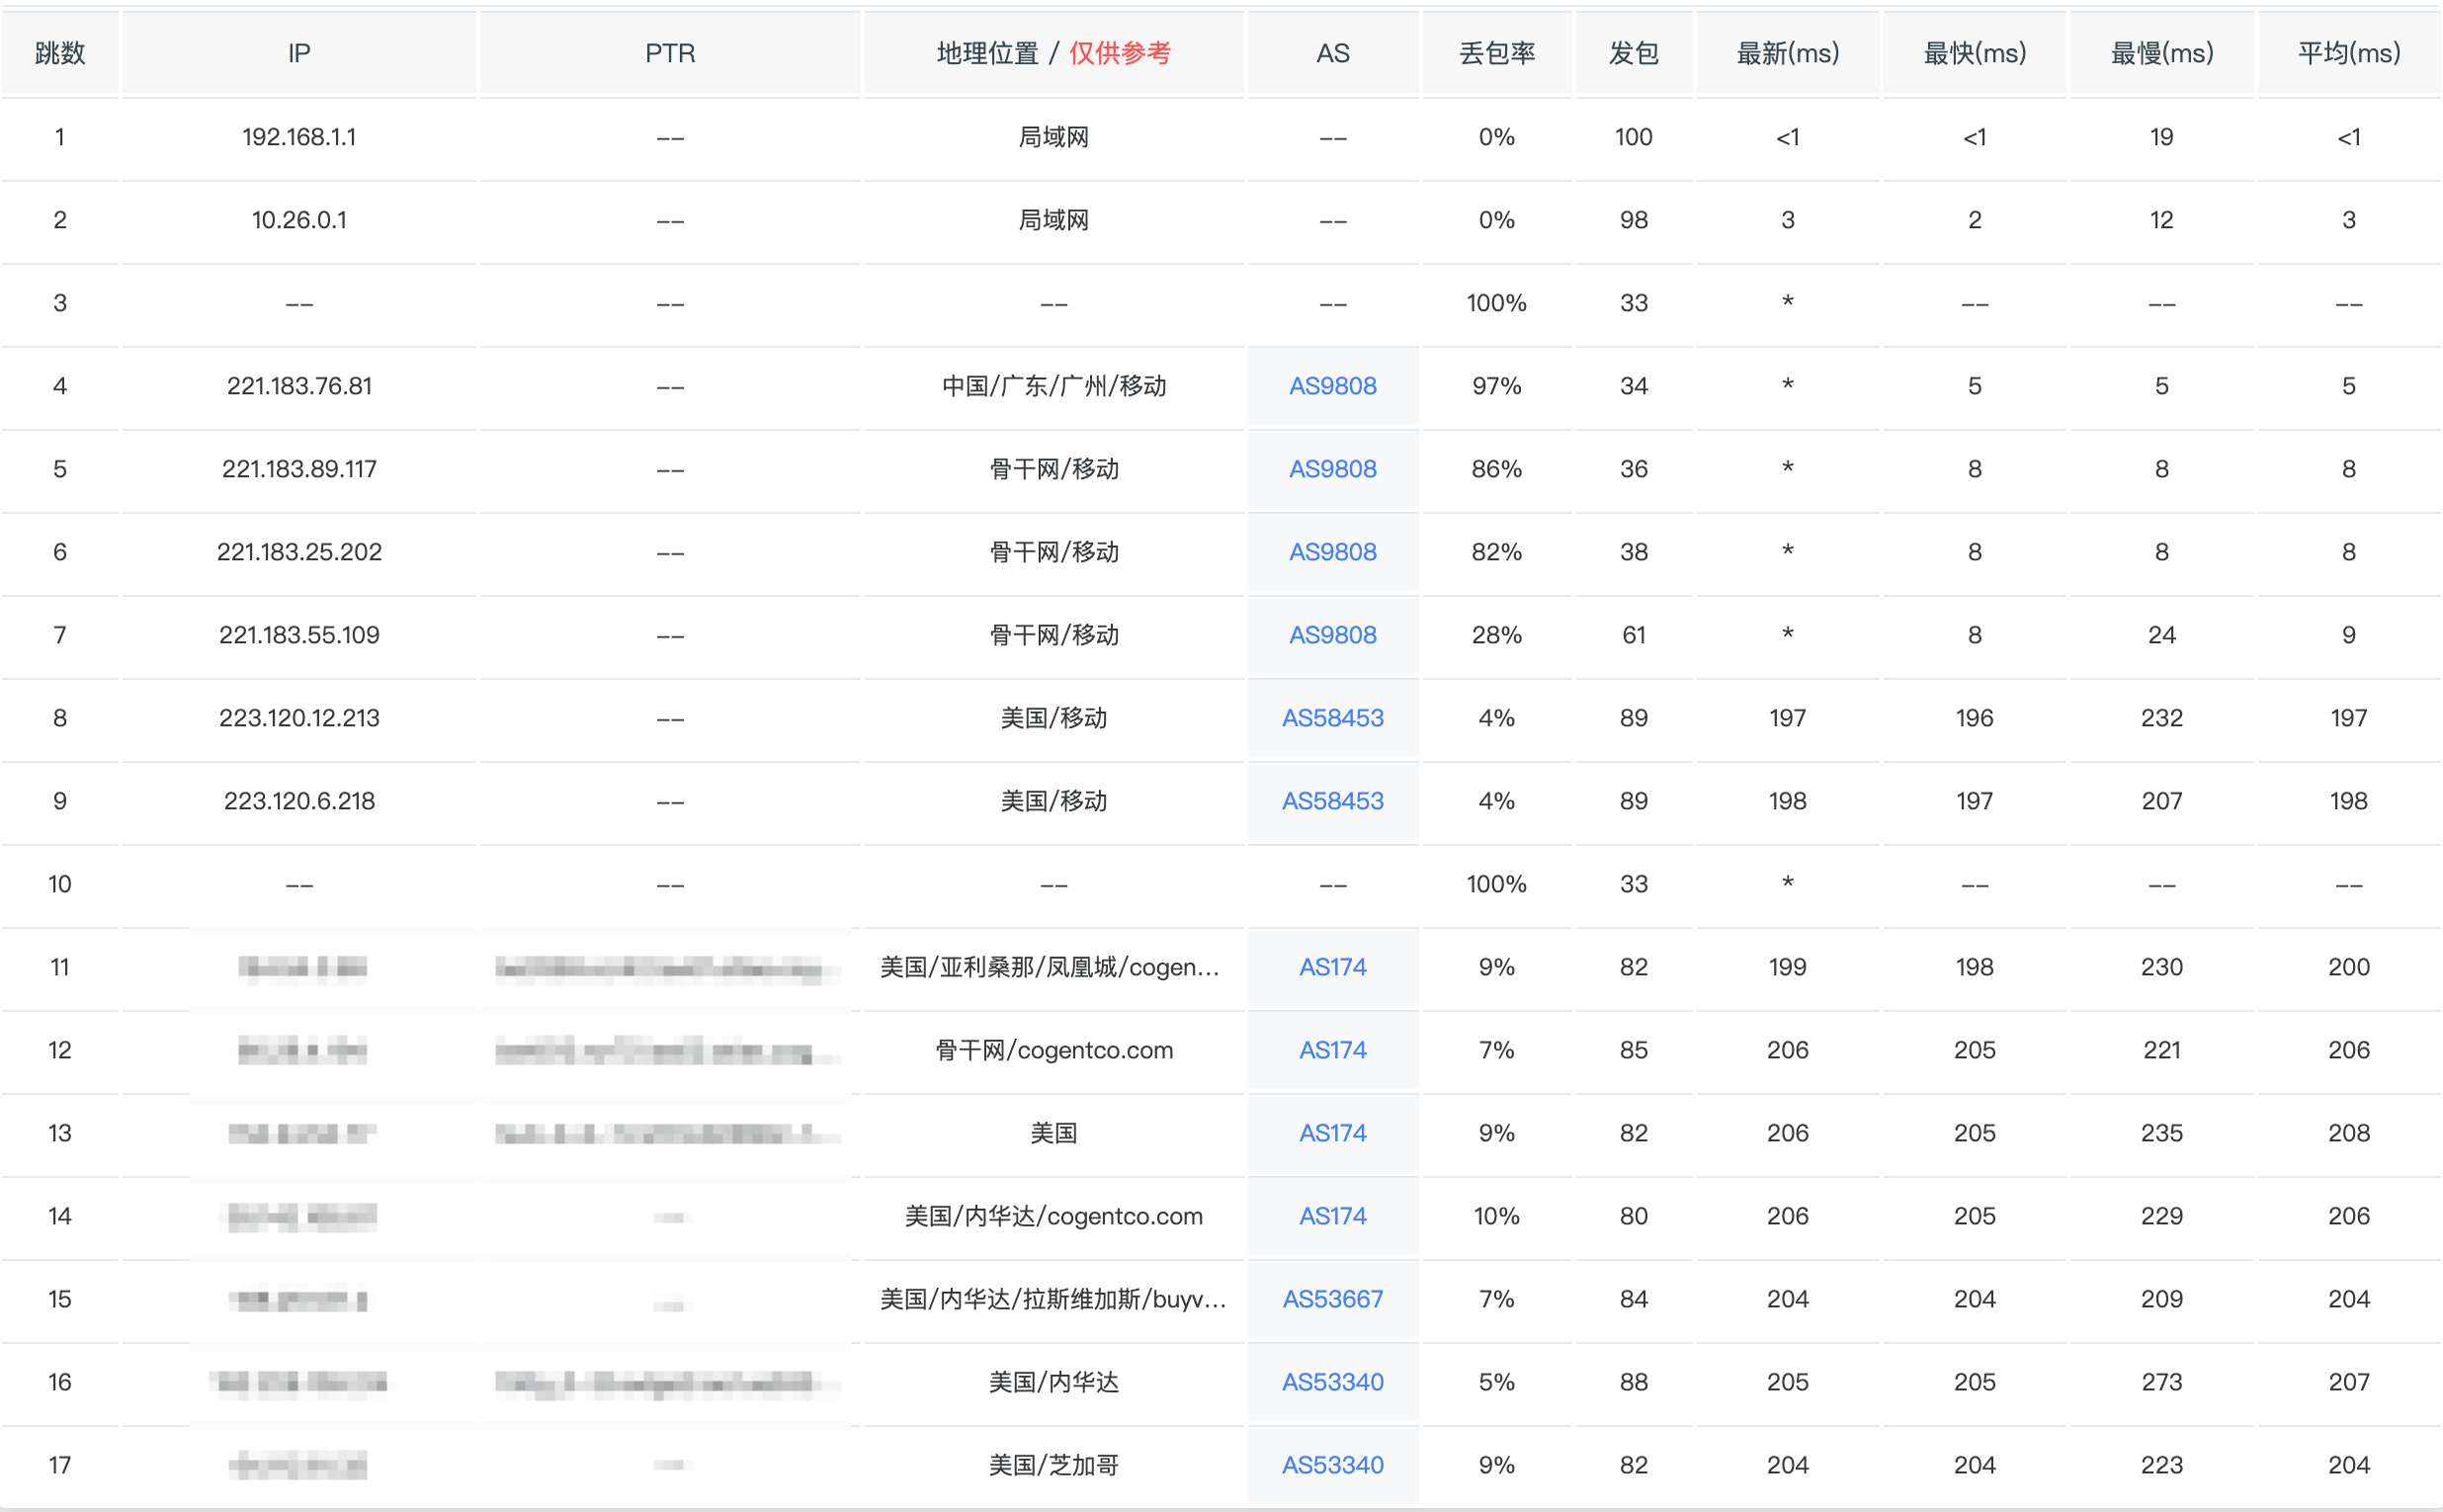 跳数 IP PTR 地理位置 / 仅供参考 AS 丢包率 发包 最新(ms) 最快(ms) 最慢(ms) 平均(ms)
1 192.168.1.1 -- 局域网 -- 0% 100 <1 <1 19 <1
2 10.26.0.1 -- 局域网 -- 0% 98 3 2 12 3
3 -- -- -- -- 100% 33 * -- -- --
4 221.183.76.81 -- 中国/广东/广州/移动 AS9808 97% 34 * 5 5 5
5 221.183.89.117 -- 骨干网/移动 AS9808 86% 36 * 8 8 8
6 221.183.25.202 -- 骨干网/移动 AS9808 82% 38 * 8 8 8
7 221.183.55.109 -- 骨干网/移动 AS9808 28% 61 * 8 24 9
8 223.120.12.213 -- 美国/移动 AS58453 4% 89 197 196 232 197
9 223.120.6.218 -- 美国/移动 AS58453 4% 89 198 197 207 198
10 -- -- -- -- 100% 33 * -- -- --
11 美国/亚利桑那/凤凰城/cogen... AS174 9% 82 199 198 230 200
12 骨干网/cogentco.com AS174 7% 85 206 205 221 206
13 美国 AS174 9% 82 206 205 235 208
14 美国/内华达/cogentco.com AS174 10% 80 206 205 229 206
15 美国/内华达/拉斯维加斯/buyv... AS53667 7% 84 204 204 209 204
16 美国/内华达 AS53340 5% 88 205 205 273 207
17 美国/芝加哥 AS53340 9% 82 204 204 223 204